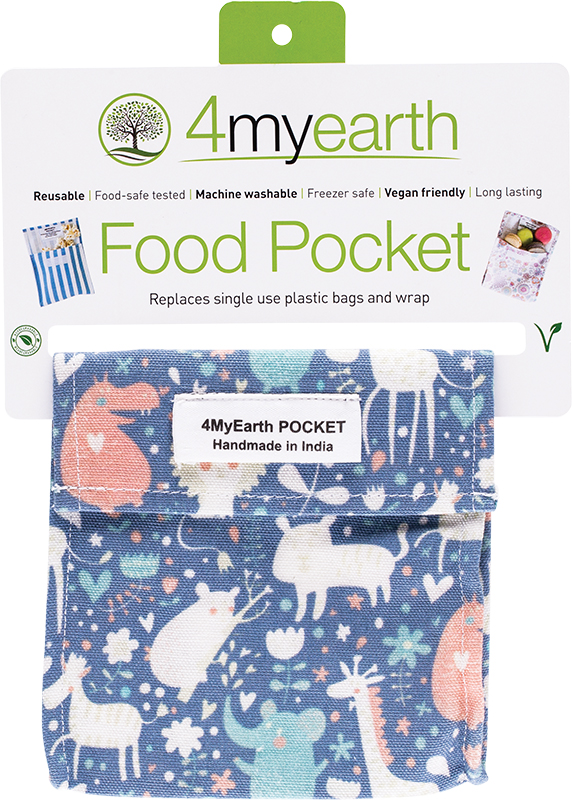 4myearth
Reusable | Food-safe tested | Machine washable | Freezer safe | Vegan friendly | Long lasting
Food Pocket
Replaces single use plastic bags and wrap
4MyEarth POCKET
Handmade in India